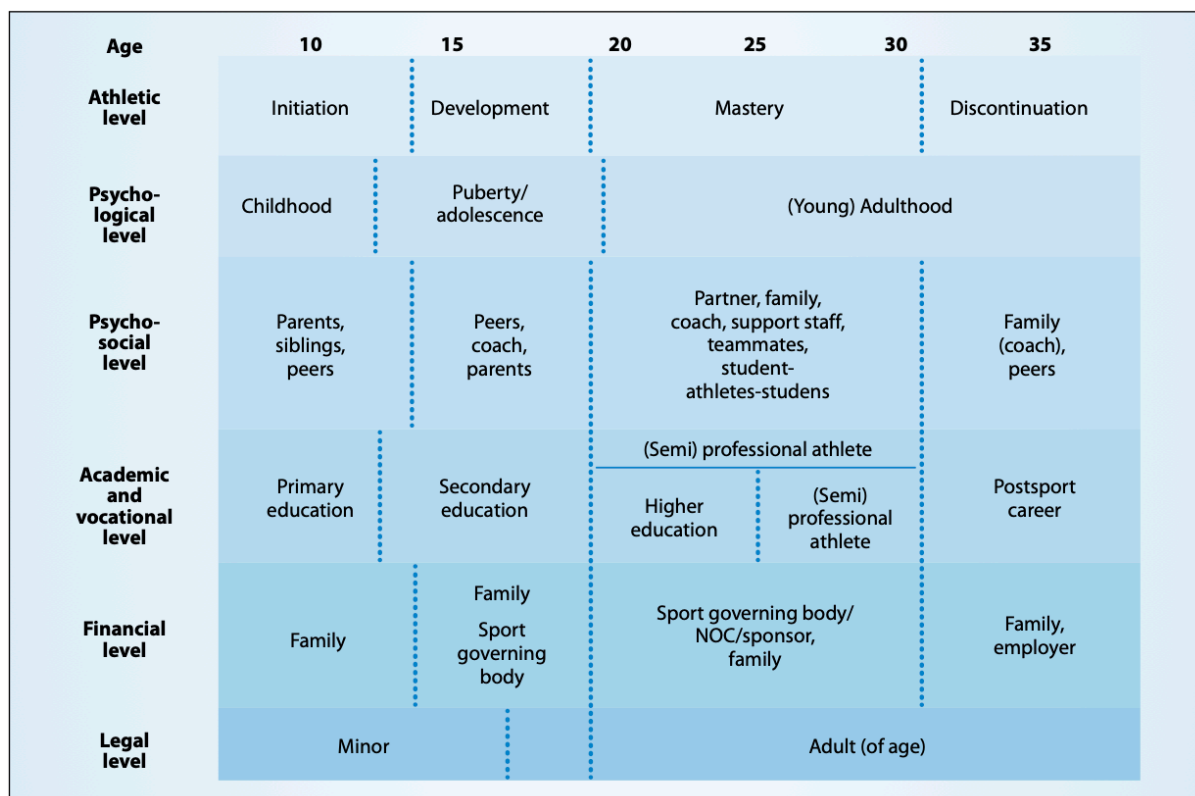 Age 10 15 20 25 30 35
Athletic
level
Initiation
Development
Mastery
Discontinuation
Psycho-
logical
level
Childhood
Puberty/
adolescence
(Young) Adulthood
Psycho-
social
level
Parents,
siblings,
peers
Peers,
coach,
parents
Partner, family,
coach, support staff,
teammates,
student-
athletes-studens
Family
(coach),
peers
Academic
and
vocational
level
Primary
education
Secondary
education
(Semi) professional athlete
Higher
education
(Semi)
professional
athlete
Postsport
career
Financial
level
Family
Family
Sport
governing
body
Sport governing body/
NOC/sponsor,
family
Family,
employer
Legal
level
Minor
Adult (of age)